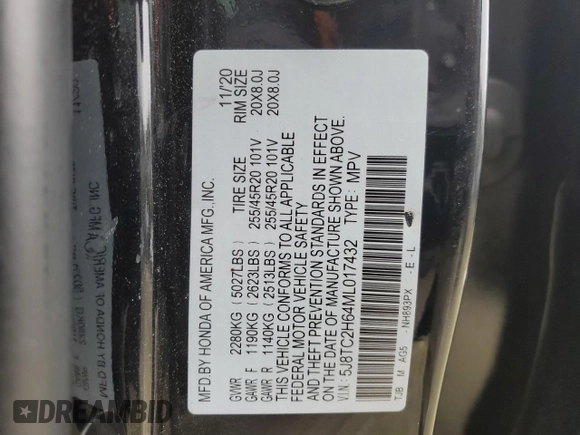 MFD.BY HONDA OF AMERICA MFG.,INC. 11/20
GVWR 2280KG (5027LBS) TIRE SIZE RIM SIZE
GAWR F 1190KG (2623LBS) 255/45R20 101V 20X8.0J
GAWR R 1140KG (2513LBS) 255/45R20 101V 20X8.0J
THIS VEHICLE CONFORMS TO ALL APPLICABLE
FEDERAL MOTOR VEHICLE SAFETY
AND THEFT PREVENTION STANDARDS IN EFFECT
ON THE DATE OF MANUFACTURE SHOWN ABOVE.
V.I.N.: 5J8TC2H64ML017432 TYPE: MPV
TJB M AG5 NH893PX - E - L
DREAMBID